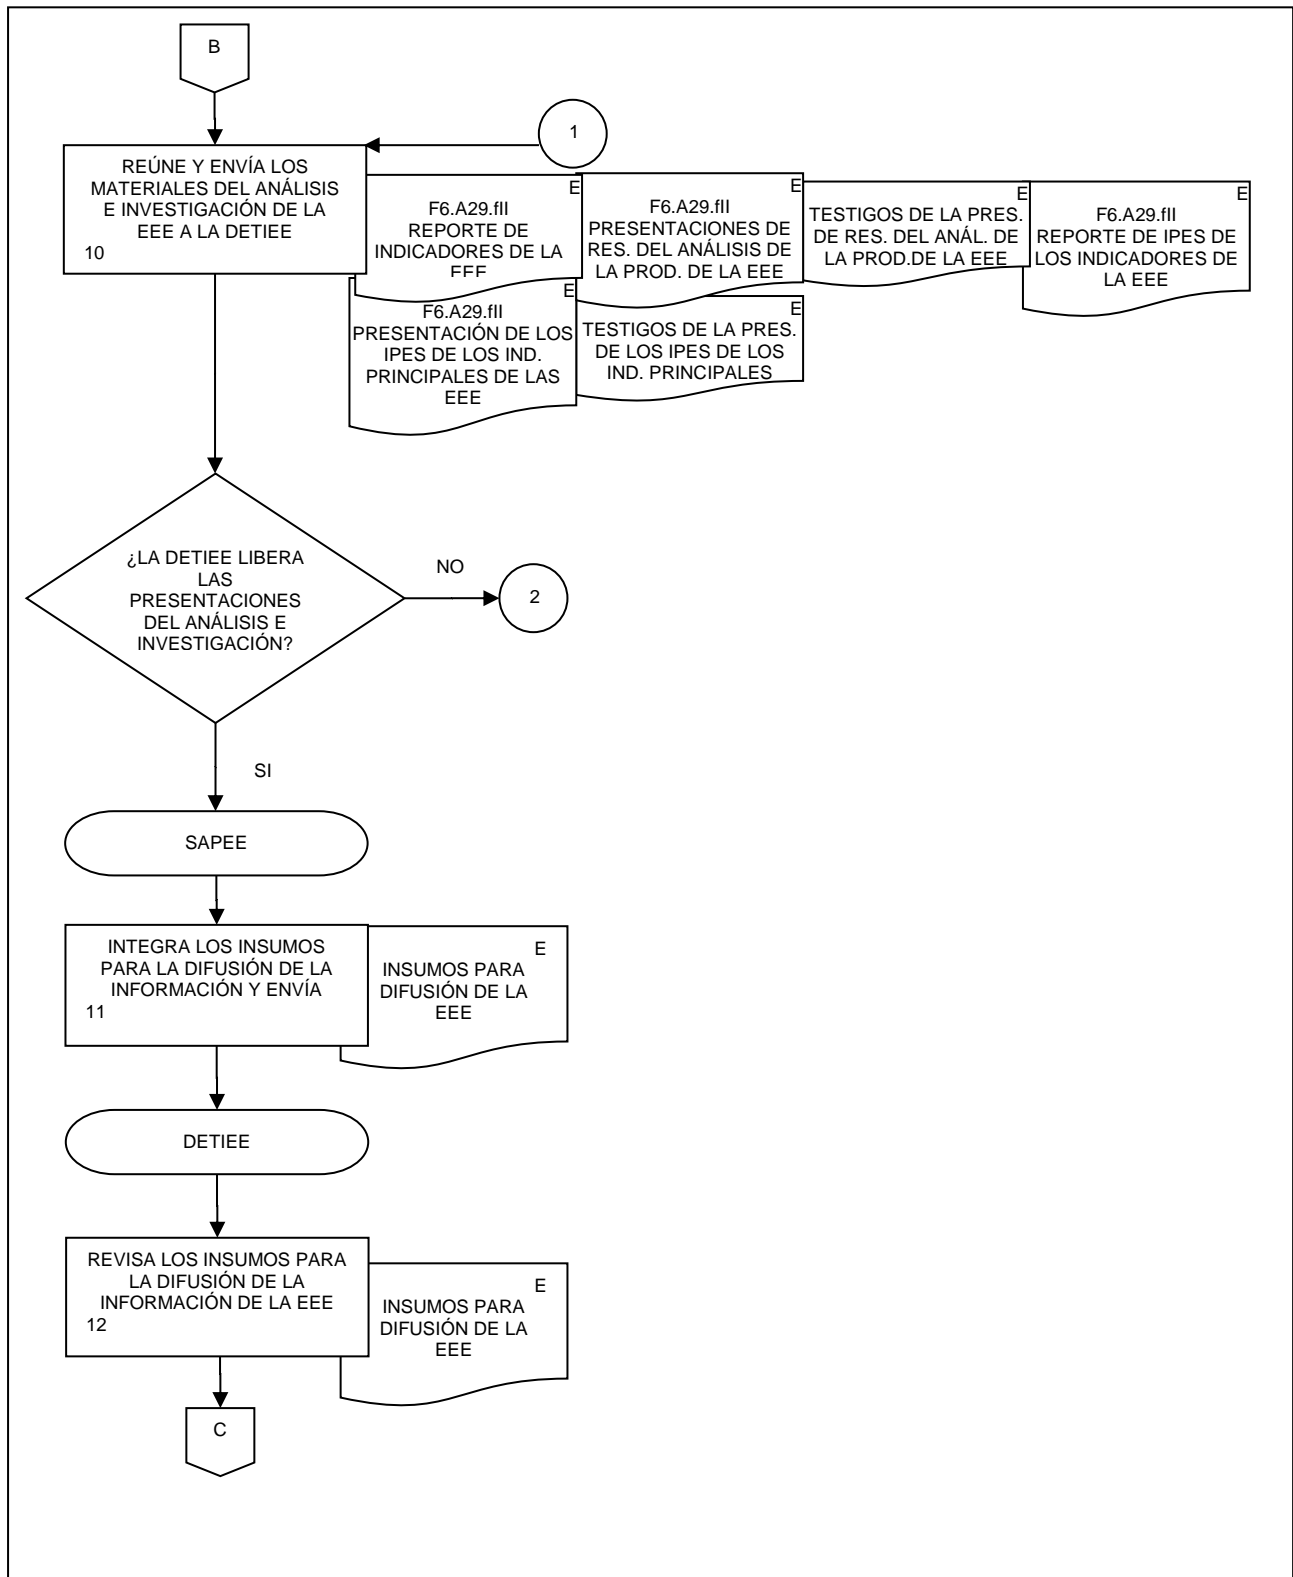 B
1
REÚNE Y ENVÍA LOS
MATERIALES DEL ANÁLISIS
E INVESTIGACIÓN DE LA
EEE A LA DETIEE
10
E
F6.A29.fII
REPORTE DE
INDICADORES DE LA
EEE
E
F6.A29.fII
PRESENTACIONES DE
RES. DEL ANÁLISIS DE
LA PROD. DE LA EEE
E
TESTIGOS DE LA PRES.
DE RES. DEL ANÁL. DE
LA PROD.DE LA EEE
E
F6.A29.fII
REPORTE DE IPES DE
LOS INDICADORES DE
LA EEE
E
F6.A29.fII
PRESENTACIÓN DE LOS
IPES DE LOS IND.
PRINCIPALES DE LAS
EEE
E
TESTIGOS DE LA PRES.
DE LOS IPES DE LOS
IND. PRINCIPALES
¿LA DETIEE LIBERA
LAS
PRESENTACIONES
DEL ANÁLISIS E
INVESTIGACIÓN?
NO
2
SI
SAPEE
INTEGRA LOS INSUMOS
PARA LA DIFUSIÓN DE LA
INFORMACIÓN Y ENVÍA
11
E
INSUMOS PARA
DIFUSIÓN DE LA
EEE
DETIEE
REVISA LOS INSUMOS PARA
LA DIFUSIÓN DE LA
INFORMACIÓN DE LA EEE
12
E
INSUMOS PARA
DIFUSIÓN DE LA
EEE
C